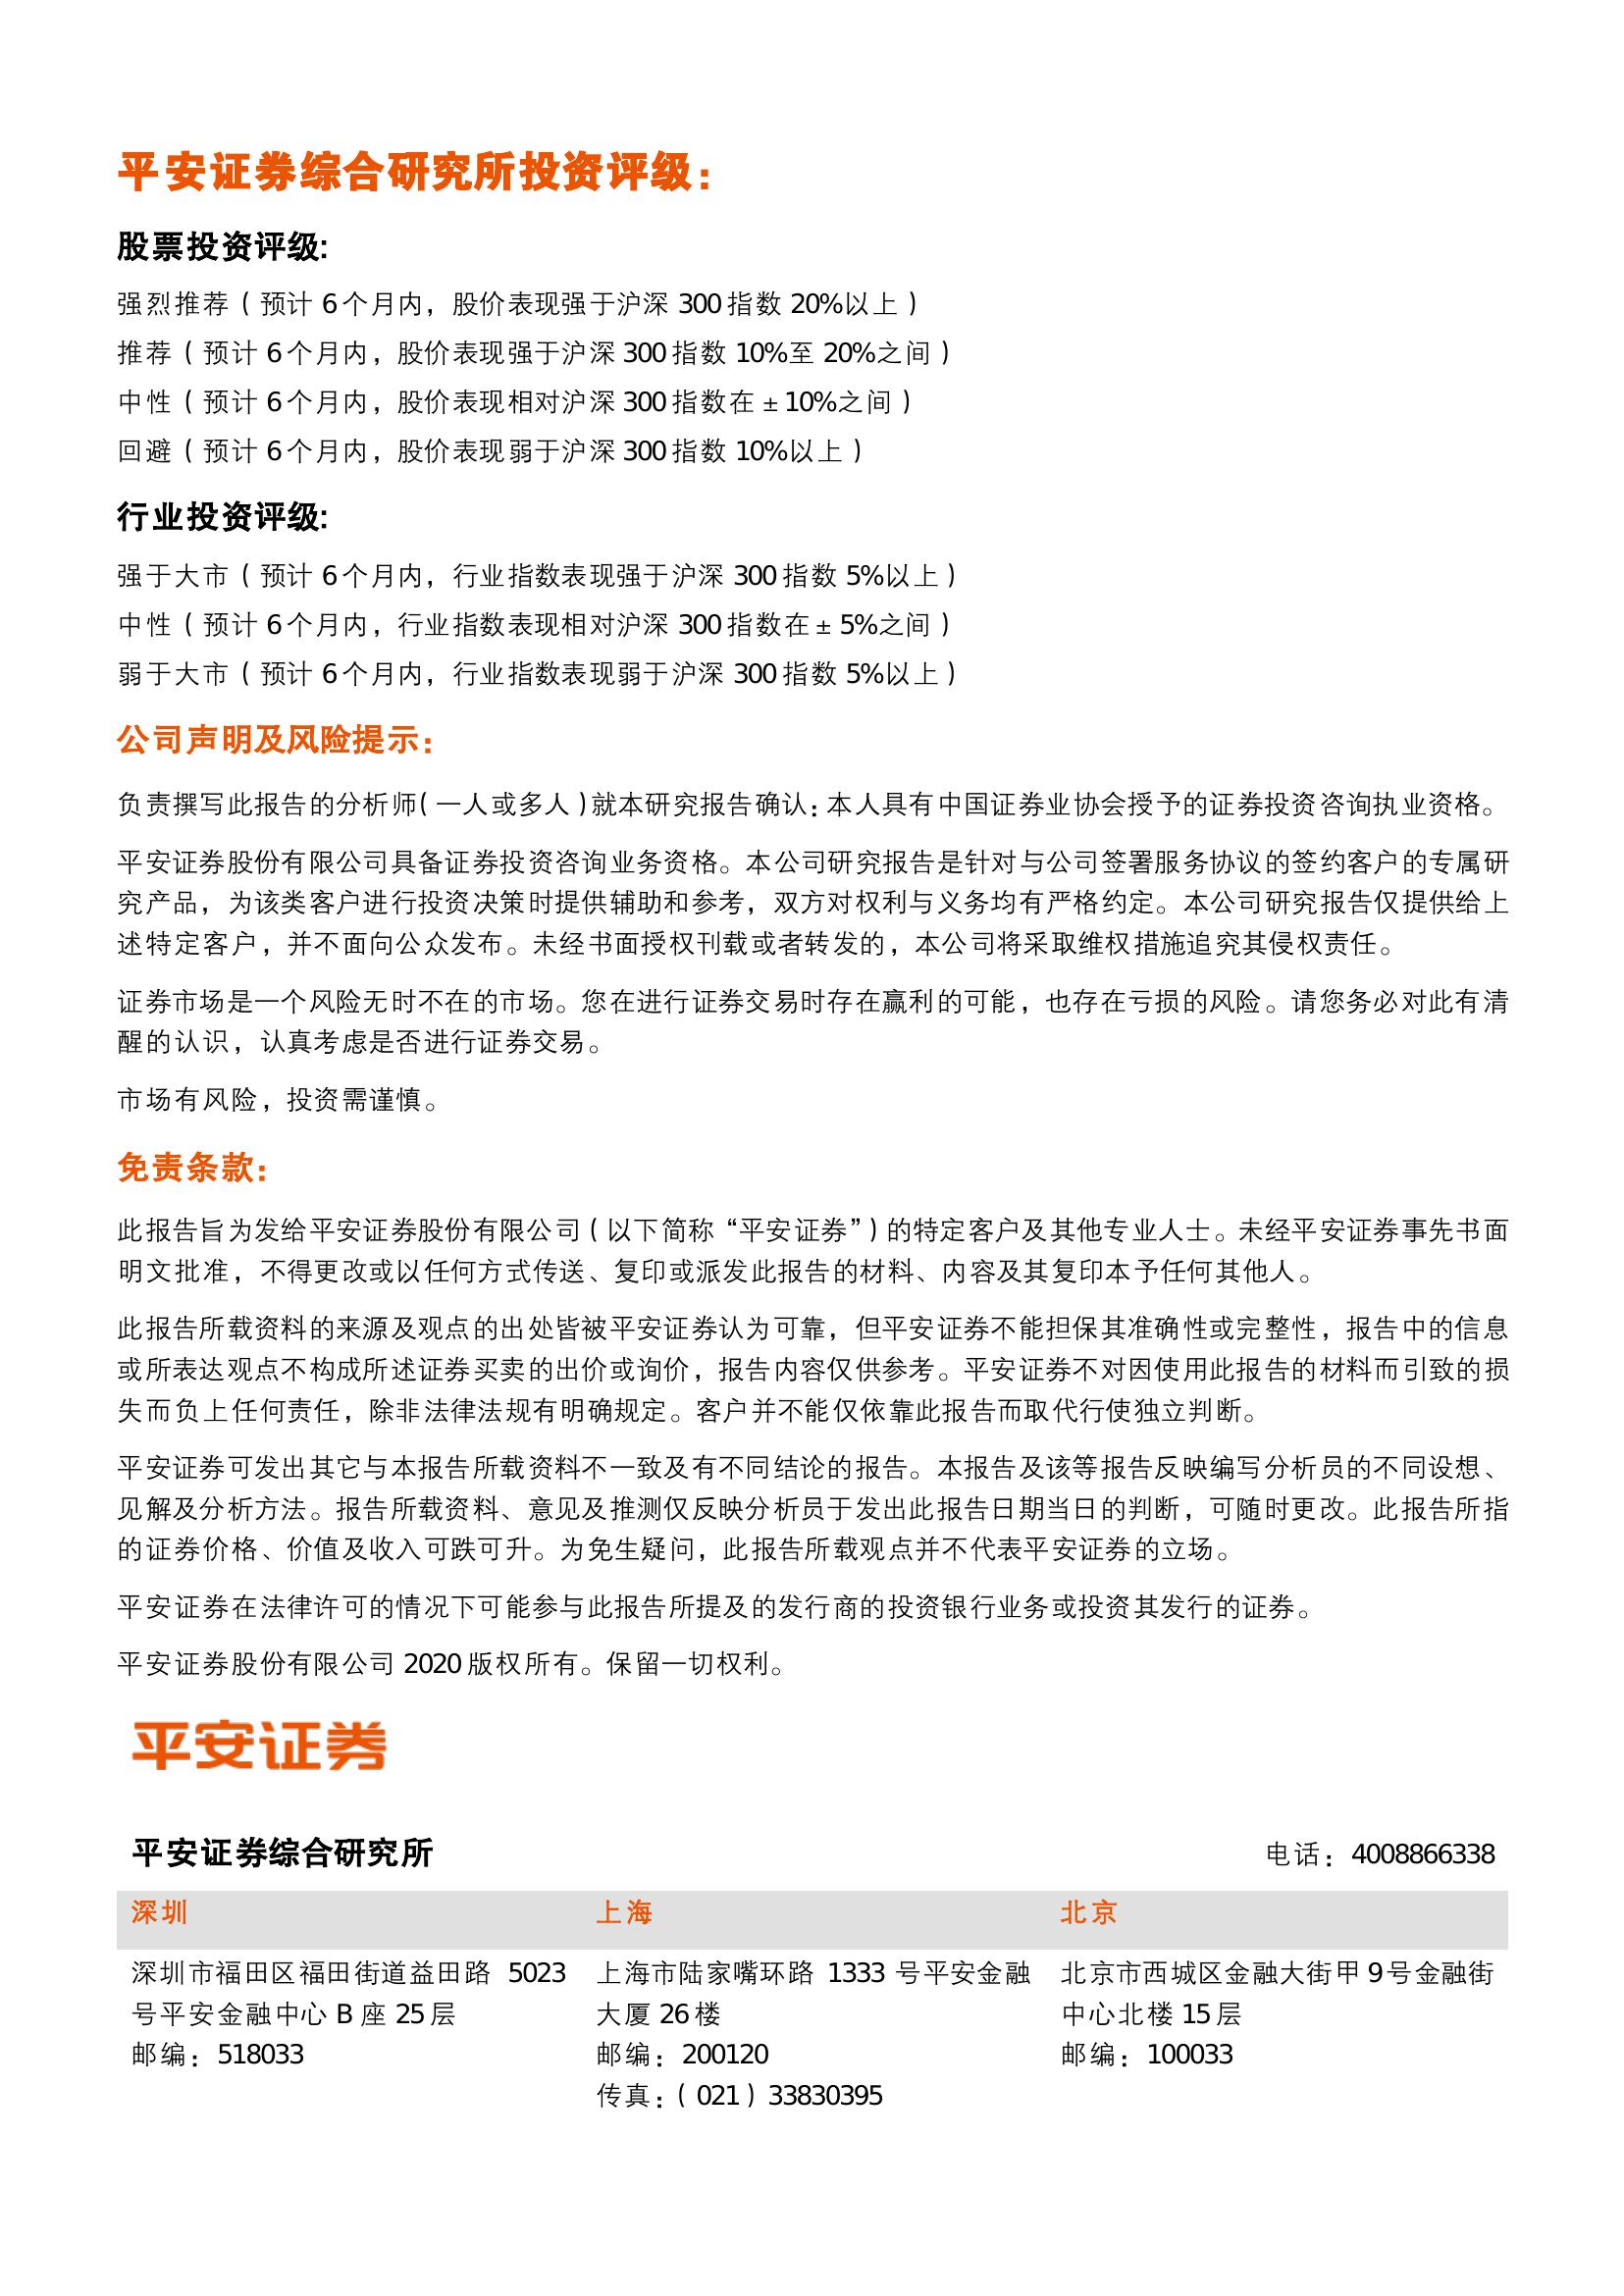 平安证券综合研究所投资评级：
股票投资评级:
强烈推荐（预计 6 个月内，股价表现强于沪深 300 指数 20%以上）
推荐（预计 6 个月内，股价表现强于沪深 300 指数 10%至 20%之间）
中性（预计 6 个月内，股价表现相对沪深 300 指数在±10%之间）
回避（预计 6 个月内，股价表现弱于沪深 300 指数 10%以上）
行业投资评级:
强于大市（预计 6 个月内，行业指数表现强于沪深 300 指数 5%以上）
中性（预计 6 个月内，行业指数表现相对沪深 300 指数在±5%之间）
弱于大市（预计 6 个月内，行业指数表现弱于沪深 300 指数 5%以上）
公司声明及风险提示：
负责撰写此报告的分析师(一人或多人)就本研究报告确认：本人具有中国证券业协会授予的证券投资咨询执业资格。
平安证券股份有限公司具备证券投资咨询业务资格。本公司研究报告是针对与公司签署服务协议的签约客户的专属研
究产品，为该类客户进行投资决策时提供辅助和参考，双方对权利与义务均有严格约定。本公司研究报告仅提供给上
述特定客户，并不面向公众发布。未经书面授权刊载或者转发的，本公司将采取维权措施追究其侵权责任。
证券市场是一个风险无时不在的市场。您在进行证券交易时存在赢利的可能，也存在亏损的风险。请您务必对此有清
醒的认识，认真考虑是否进行证券交易。
市场有风险，投资需谨慎。
免责条款：
此报告旨为发给平安证券股份有限公司（以下简称“平安证券”）的特定客户及其他专业人士。未经平安证券事先书面
明文批准，不得更改或以任何方式传送、复印或派发此报告的材料、内容及其复印本予任何其他人。
此报告所载资料的来源及观点的出处皆被平安证券认为可靠，但平安证券不能担保其准确性或完整性，报告中的信息
或所表达观点不构成所述证券买卖的出价或询价，报告内容仅供参考。平安证券不对因使用此报告的材料而引致的损
失而负上任何责任，除非法律法规有明确规定。客户并不能仅依靠此报告而取代行使独立判断。
平安证券可发出其它与本报告所载资料不一致及有不同结论的报告。本报告及该等报告反映编写分析员的不同设想、
见解及分析方法。报告所载资料、意见及推测仅反映分析员于发出此报告日期当日的判断，可随时更改。此报告所指
的证券价格、价值及收入可跌可升。为免生疑问，此报告所载观点并不代表平安证券的立场。
平安证券在法律许可的情况下可能参与此报告所提及的发行商的投资银行业务或投资其发行的证券。
平安证券股份有限公司 2020 版权所有。保留一切权利。
平安证券
平安证券综合研究所 电话：4008866338
深圳 上海 北京
深圳市福田区福田街道益田路 5023 上海市陆家嘴环路 1333 号平安金融 北京市西城区金融大街甲 9 号金融街
号平安金融中心 B 座 25 层 大厦 26 楼 中心北楼 15 层
邮编：518033 邮编：200120 邮编：100033
传真：（021）33830395